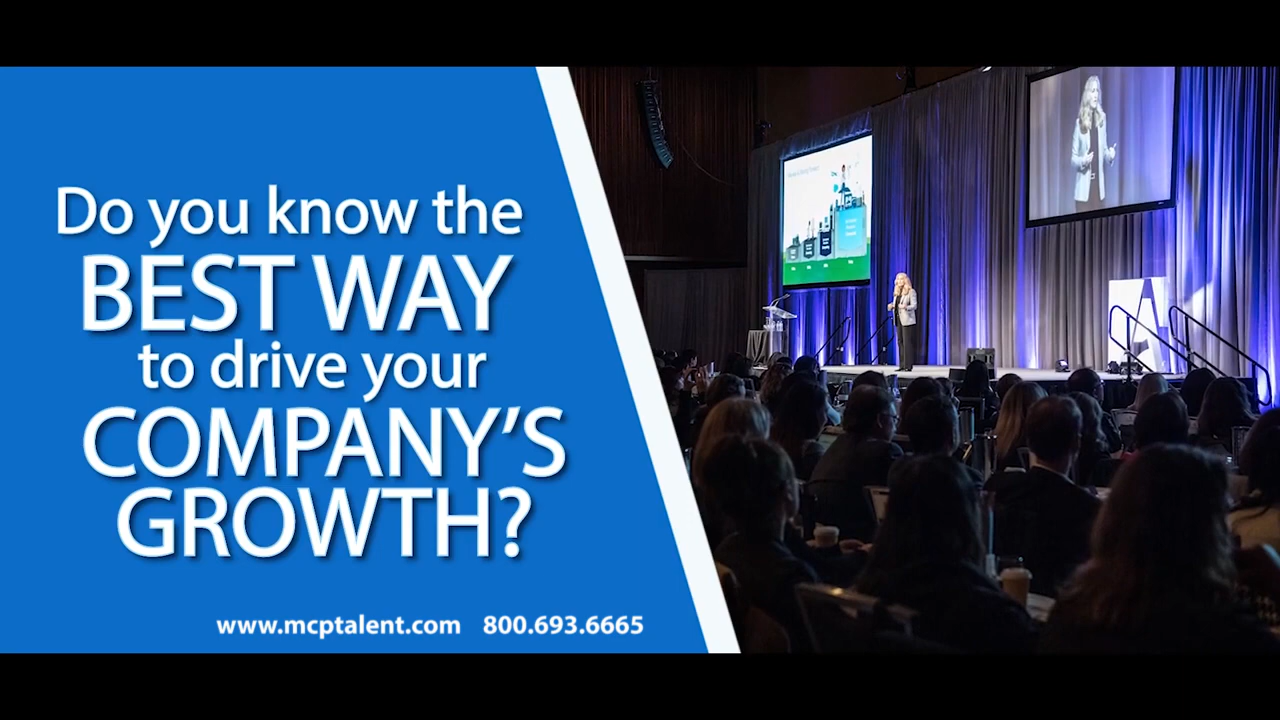 Do you know the
BEST WAY
to drive your
COMPANY'S
GROWTH?
www.mcptalent.com 800.693.6665
A